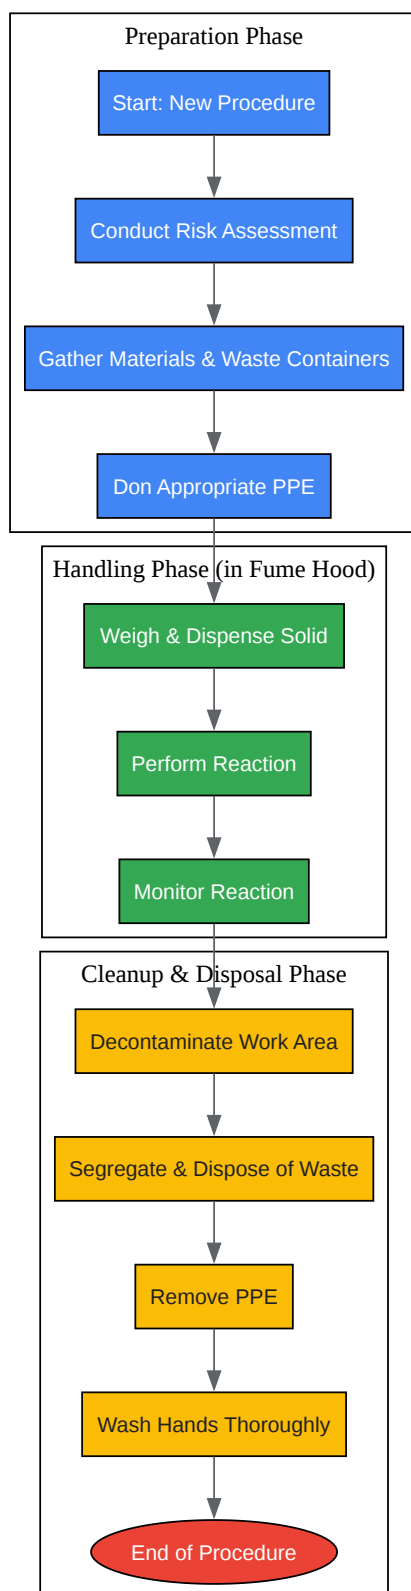 Preparation Phase
Start: New Procedure
Conduct Risk Assessment
Gather Materials & Waste Containers
Don Appropriate PPE
Handling Phase (in Fume Hood)
Weigh & Dispense Solid
Perform Reaction
Monitor Reaction
Cleanup & Disposal Phase
Decontaminate Work Area
Segregate & Dispose of Waste
Remove PPE
Wash Hands Thoroughly
End of Procedure